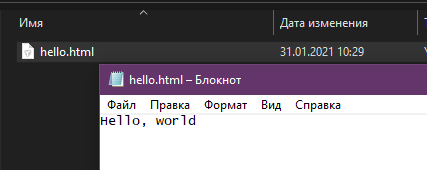 Имя Дата изменения
hello.html 31.01.2021 10:29
hello.html – Блокнот
Файл Правка Формат Вид Справка
Hello, world